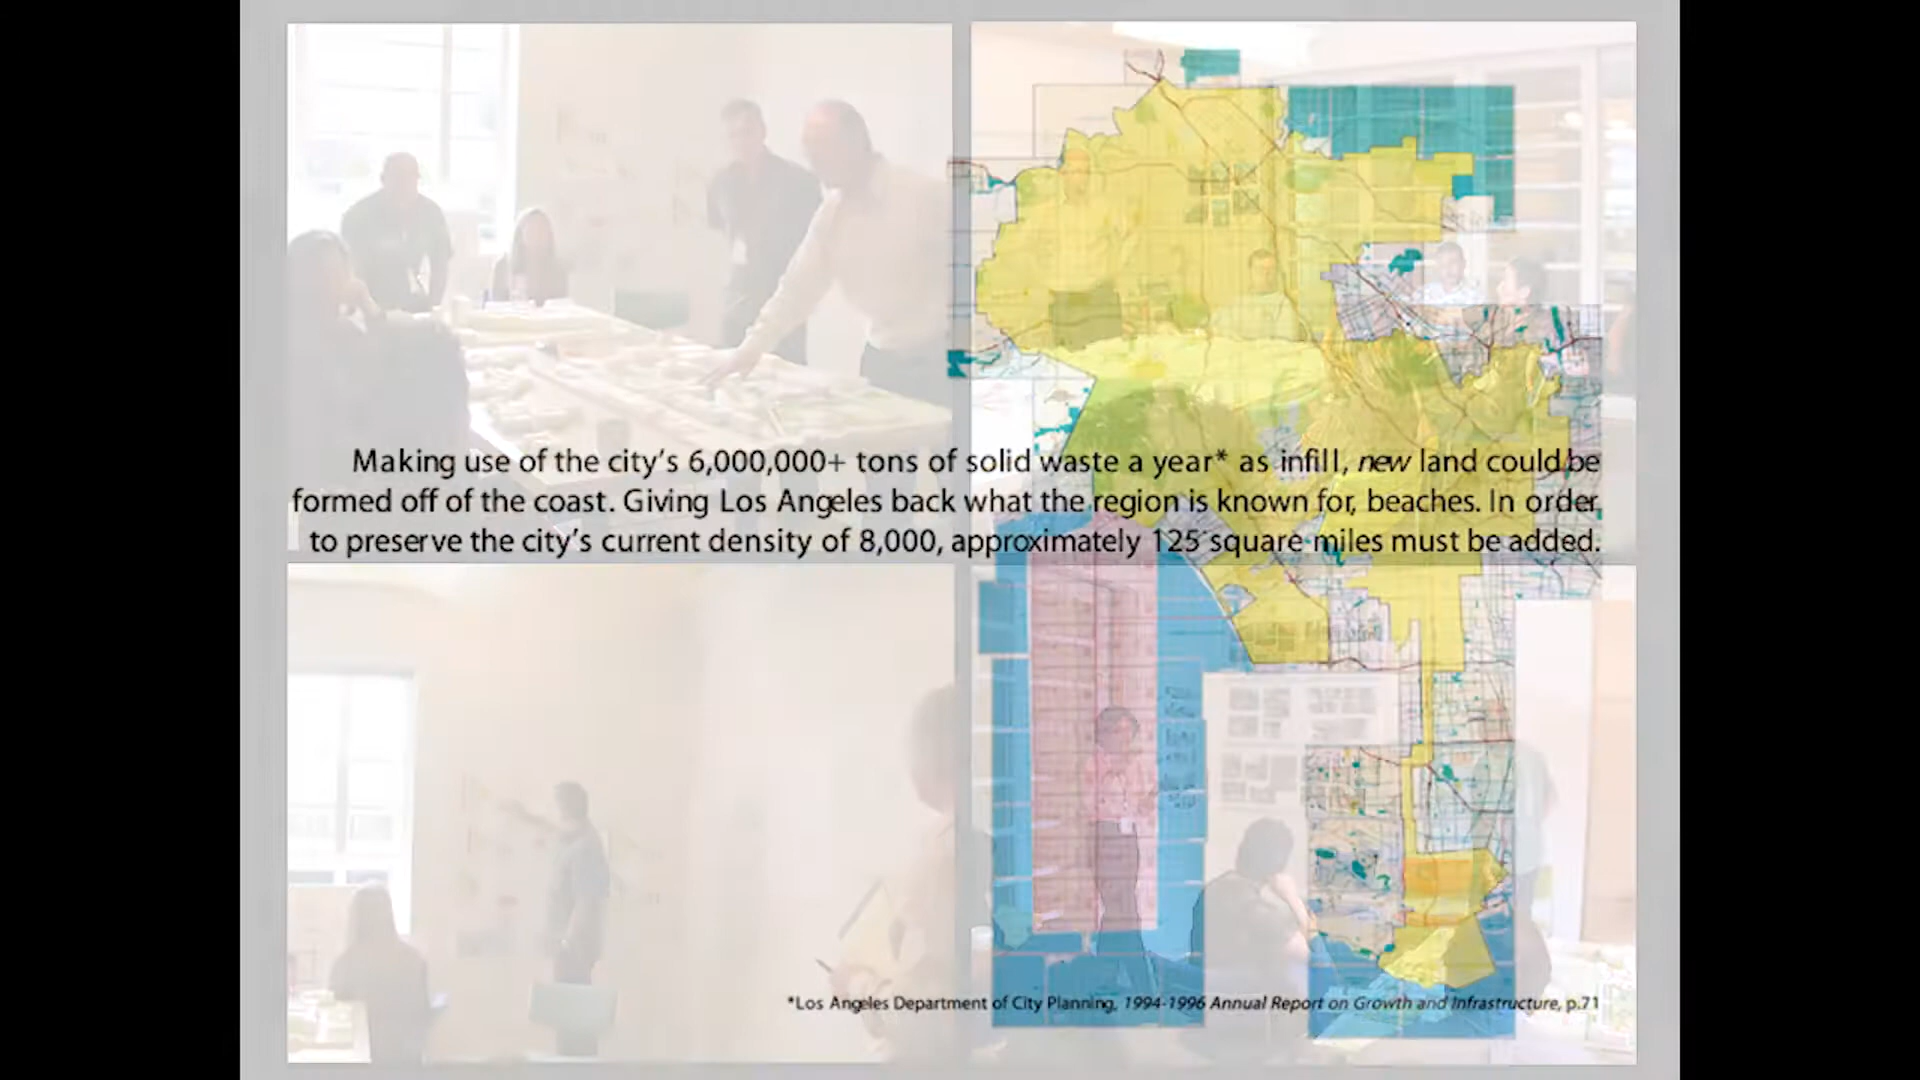 Making use of the city's 6,000,000+ tons of solid waste a year* as infill, new land could be
formed off of the coast. Giving Los Angeles back what the region is known for, beaches. In order
to preserve the city's current density of 8,000, approximately 125 square miles must be added.
*Los Angeles Department of City Planning, 1994-1996 Annual Report on Growth and Infrastructure, p.71